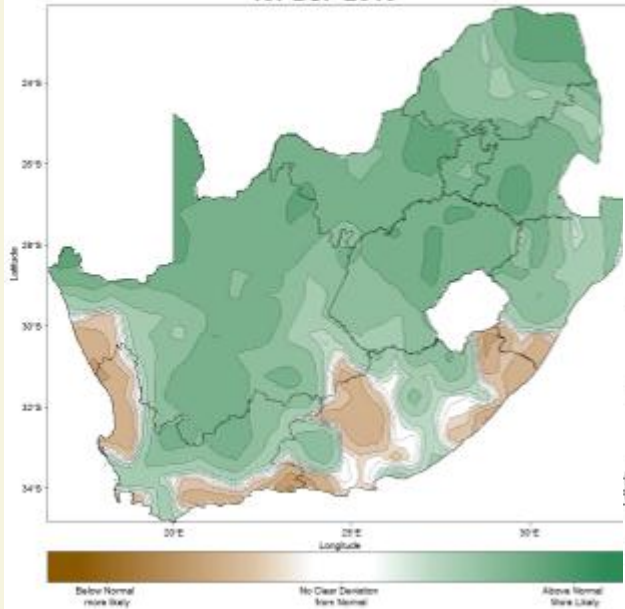 24°S
26°S
28°S
30°S
32°S
34°S
Latitude
20°E
25°E
30°E
Longitude
Below Normal
more likely
No Clear Deviation
from Normal
Above Normal
More Likely